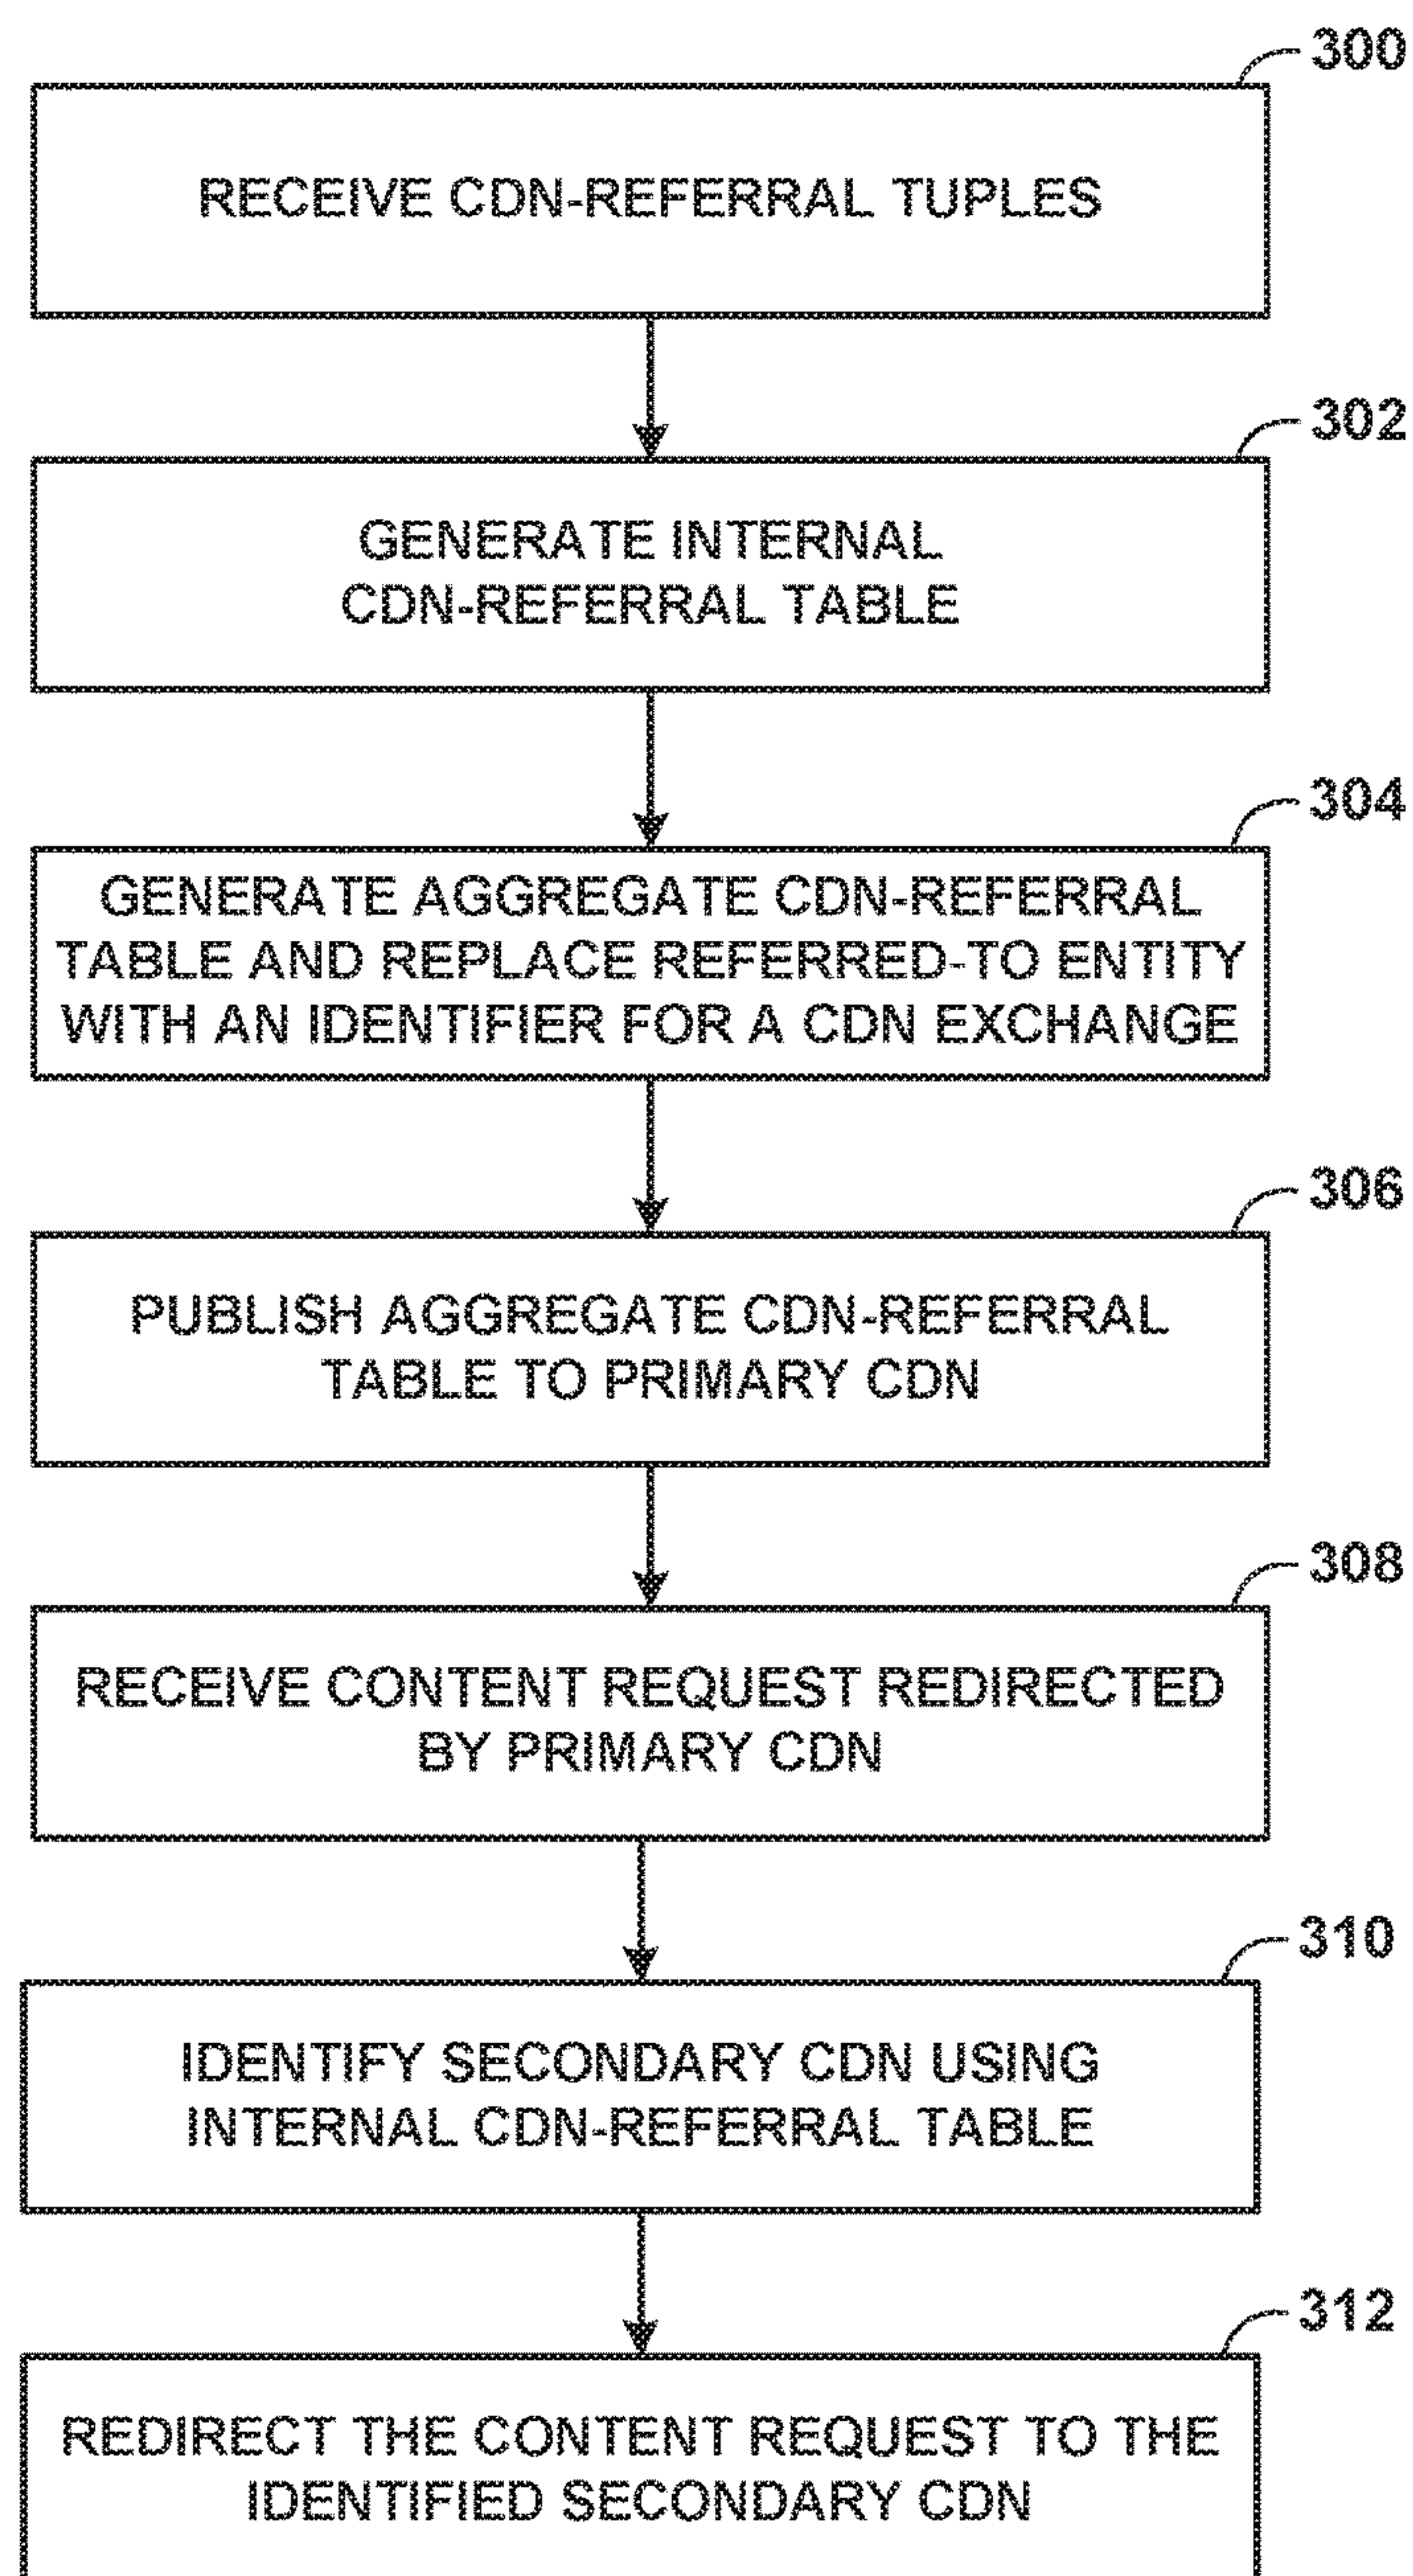 300
RECEIVE CDN-REFERRAL TUPLES
302
GENERATE INTERNAL
CDN-REFERRAL TABLE
304
GENERATE AGGREGATE CDN-REFERRAL
TABLE AND REPLACE REFERRED-TO ENTITY
WITH AN IDENTIFIER FOR A CDN EXCHANGE
306
PUBLISH AGGREGATE CDN-REFERRAL
TABLE TO PRIMARY CDN
308
RECEIVE CONTENT REQUEST REDIRECTED
BY PRIMARY CDN
310
IDENTIFY SECONDARY CDN USING
INTERNAL CDN-REFERRAL TABLE
312
REDIRECT THE CONTENT REQUEST TO THE
IDENTIFIED SECONDARY CDN